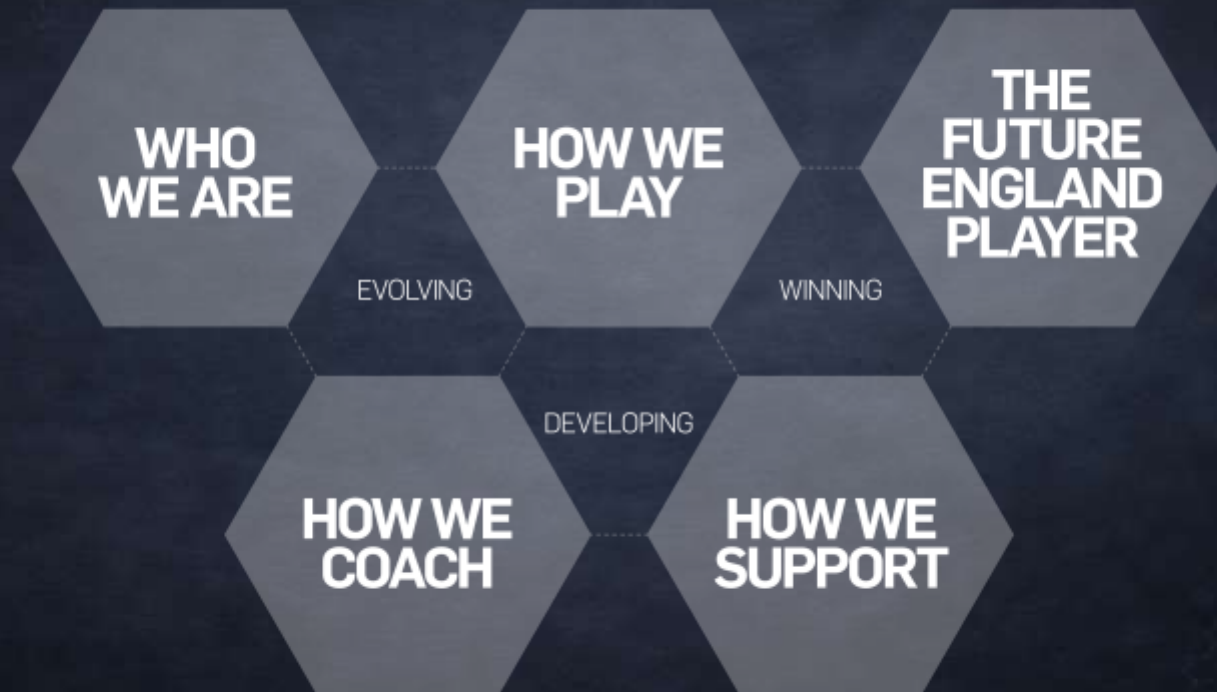 WHO
WE ARE
HOW WE
PLAY
THE
FUTURE
ENGLAND
PLAYER
EVOLVING
WINNING
DEVELOPING
HOW WE
COACH
HOW WE
SUPPORT